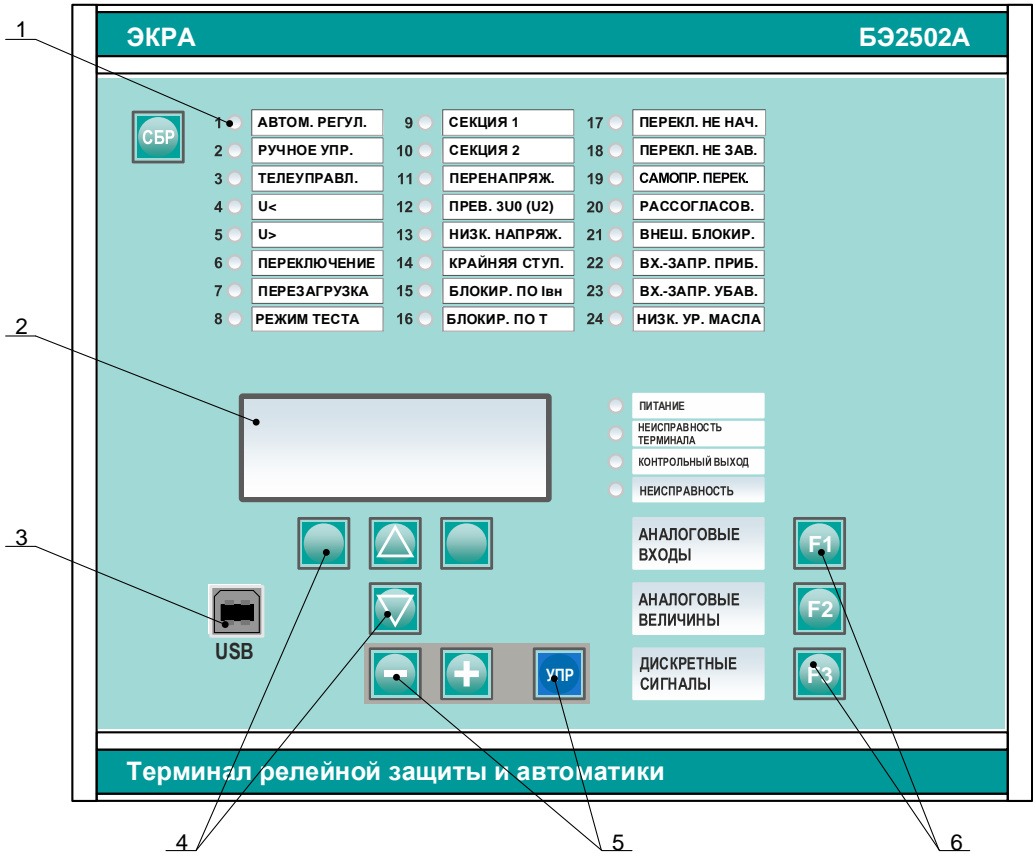 ЭКРА БЭ2502А
1
СБР
1 АВТОМ. РЕГУЛ. 9 СЕКЦИЯ 1 17 ПЕРЕКЛ. НЕ НАЧ.
2 РУЧНОЕ УПР. 10 СЕКЦИЯ 2 18 ПЕРЕКЛ. НЕ ЗАВ.
3 ТЕЛЕУПРАВЛ. 11 ПЕРЕНАПРЯЖ. 19 САМОПР. ПЕРЕК.
4 U< 12 ПРЕВ. 3U0 (U2) 20 РАССОГЛАСОВ.
5 U> 13 НИЗК. НАПРЯЖ. 21 ВНЕШ. БЛОКИР.
6 ПЕРЕКЛЮЧЕНИЕ 14 КРАЙНЯЯ СТУП. 22 ВХ.-ЗАПР. ПРИБ.
7 ПЕРЕЗАГРУЗКА 15 БЛОКИР. ПО Iвн 23 ВХ.-ЗАПР. УБАВ.
8 РЕЖИМ ТЕСТА 16 БЛОКИР. ПО Т 24 НИЗК. УР. МАСЛА
2
ПИТАНИЕ
НЕИСПРАВНОСТЬ
ТЕРМИНАЛА
КОНТРОЛЬНЫЙ ВЫХОД
НЕИСПРАВНОСТЬ
3
АНАЛОГОВЫЕ
ВХОДЫ
F1
АНАЛОГОВЫЕ
ВЕЛИЧИНЫ
F2
USB
УПР
ДИСКРЕТНЫЕ
СИГНАЛЫ
F3
Терминал релейной защиты и автоматики
4 5 6